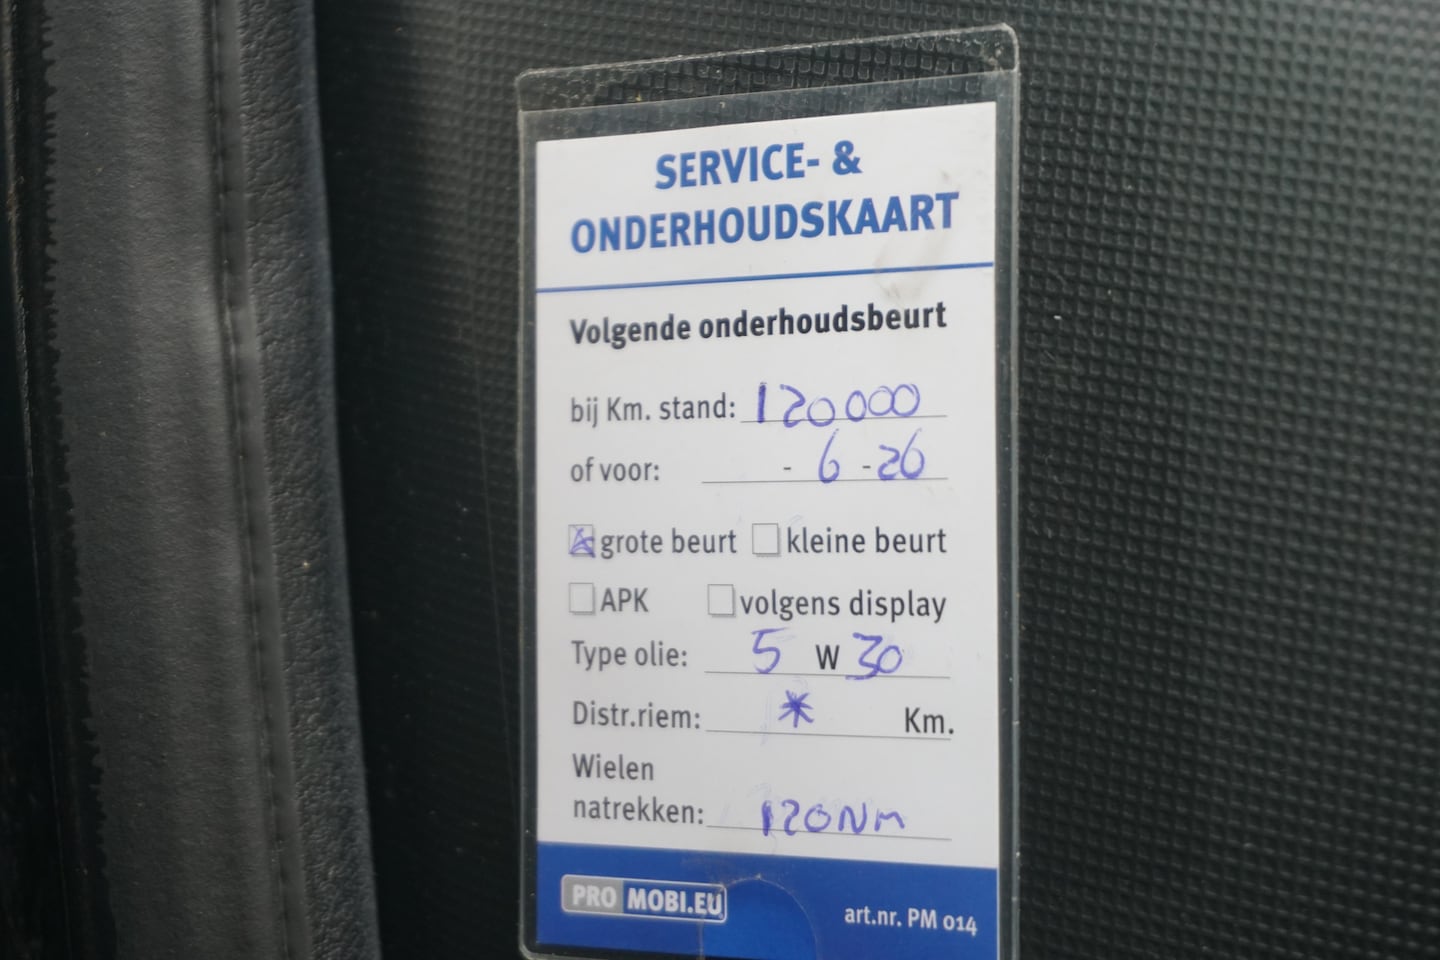 SERVICE- &
ONDERHOUDSKAART
Volgende onderhoudsbeurt
bij Km. stand: 120000
of voor: - 6 - 26
grote beurt kleine beurt
APK volgens display
Type olie: 5 W 30
Distr.riem: * Km.
Wielen
natrekken: 120Nm
PRO MOBI.EU
art.nr. PM 014